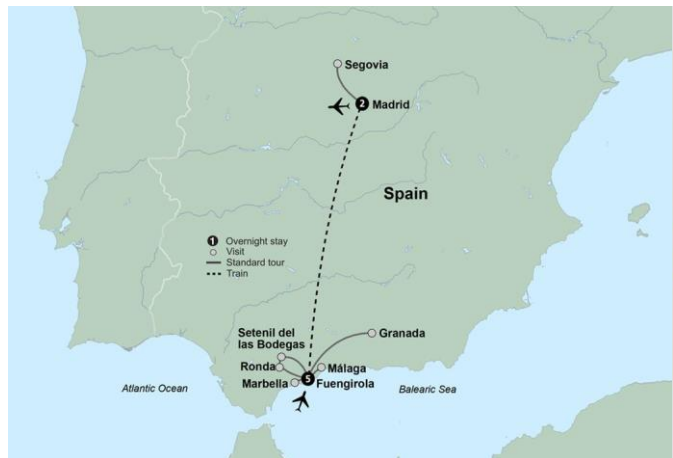 Segovia
2 Madrid
Spain
1 Overnight stay
Visit
Standard tour
Train
Granada
Setenil del
las Bodegas
Ronda
Málaga
Marbella
5 Fuengirola
Atlantic Ocean
Balearic Sea